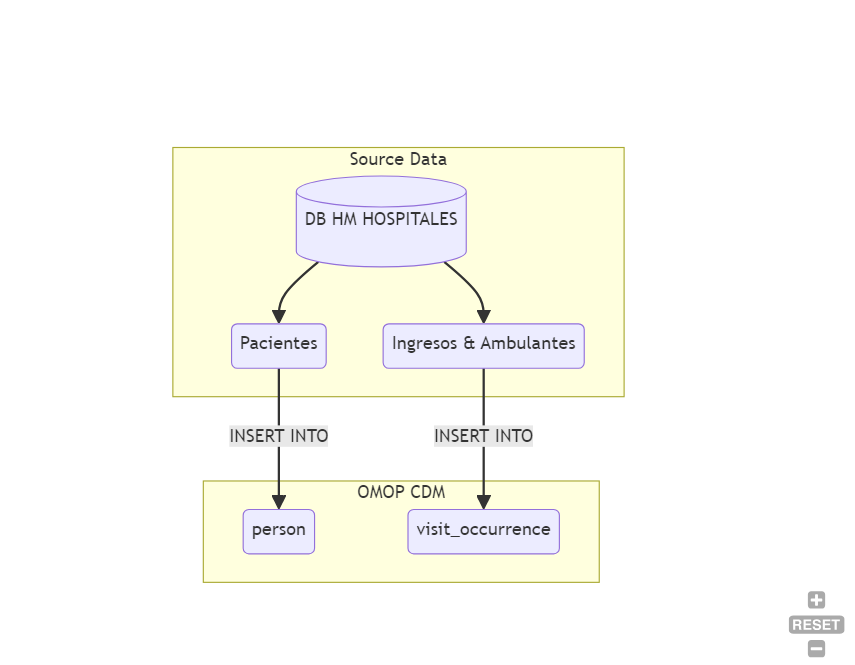 Source Data
DB HM HOSPITALES
Pacientes
Ingresos & Ambulantes
INSERT INTO
INSERT INTO
OMOP CDM
person
visit_occurrence
RESET